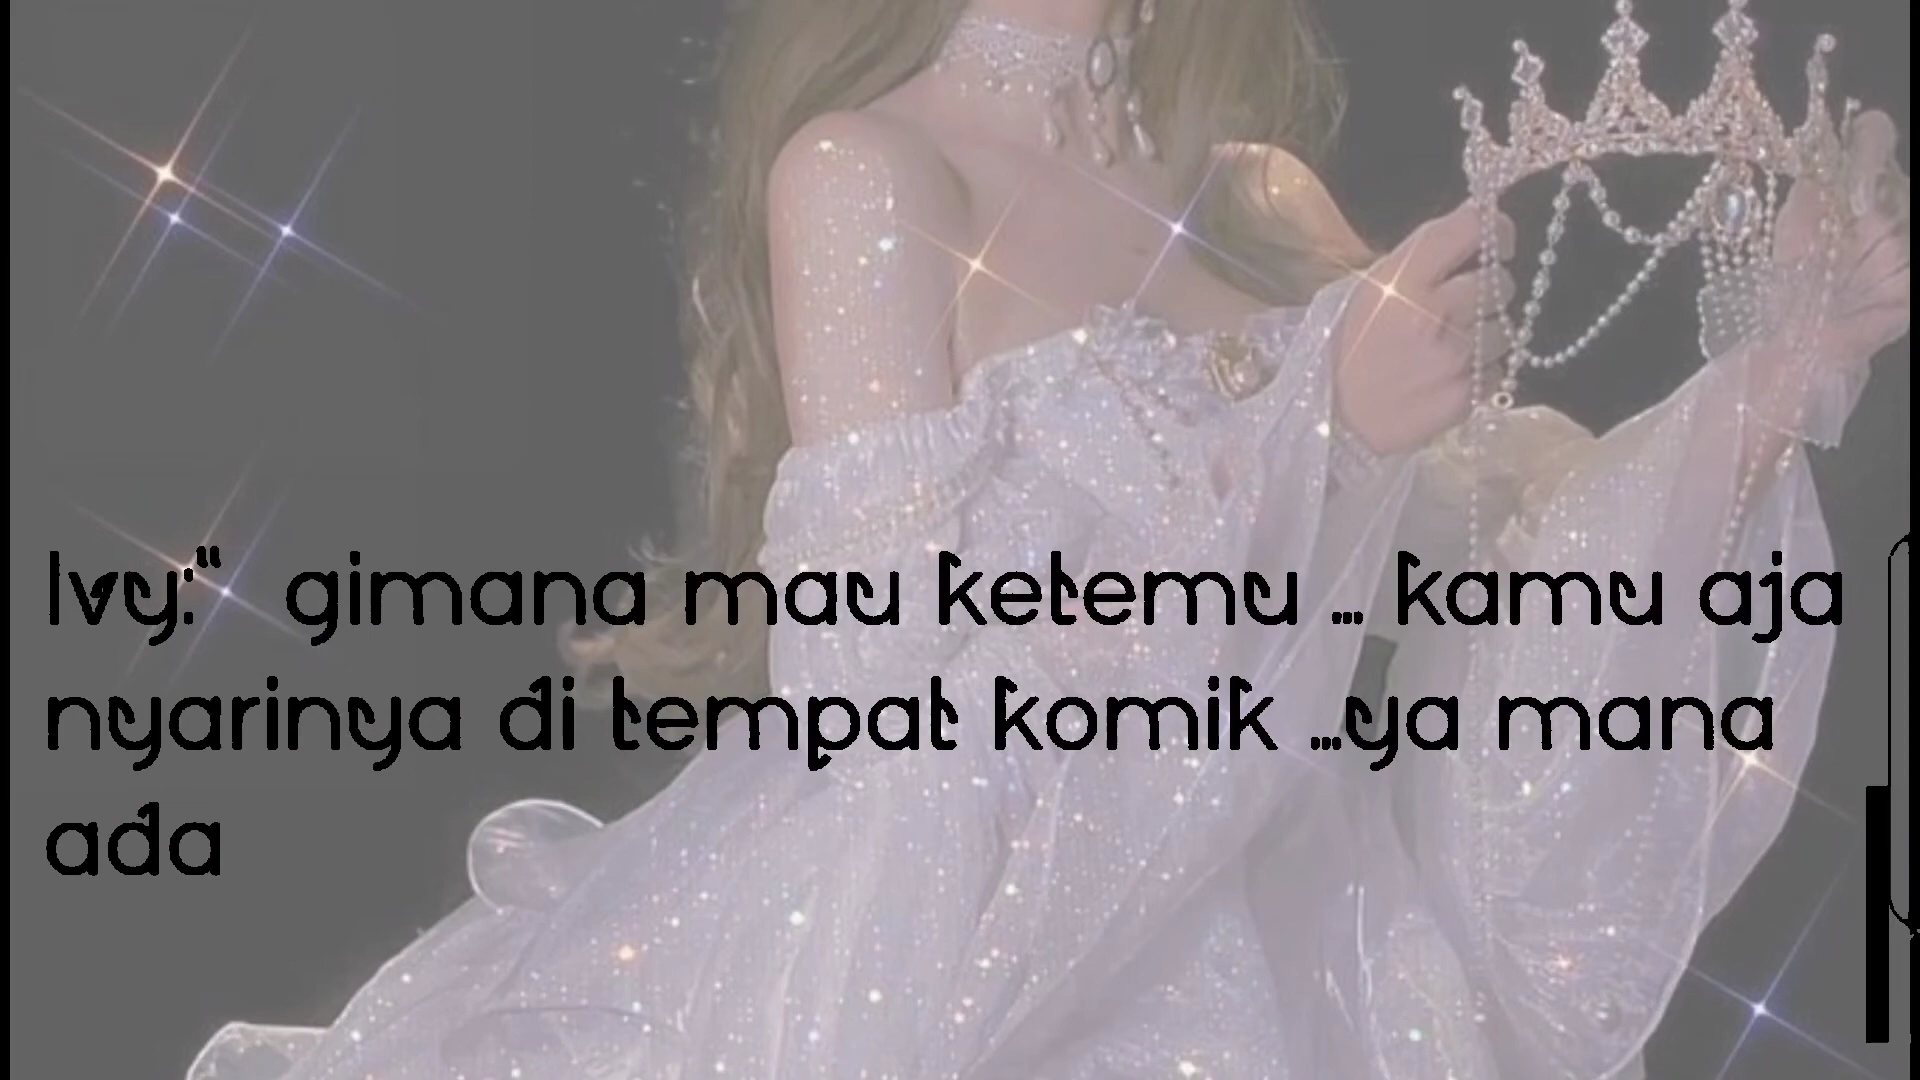 Ivy:“ gimana mau ketemu ... kamu aja
nyarinya di tempat komik ...ya mana
ada